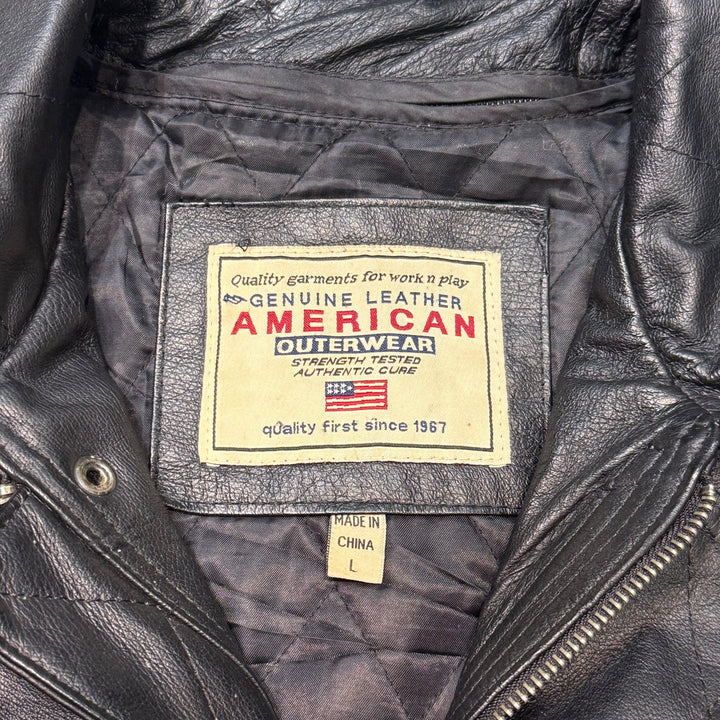 Quality garments for work n play
GENUINE LEATHER
AMERICAN
OUTERWEAR
STRENGTH TESTED
AUTHENTIC CURE
quality first since 1967
MADE IN
CHINA
L